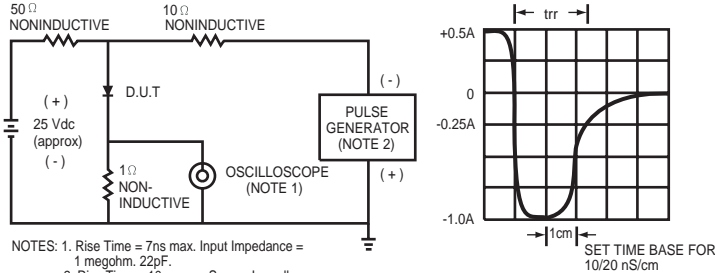 50 Ω
NONINDUCTIVE
10 Ω
NONINDUCTIVE
D.U.T
(+)
25 Vdc
(approx)
(-)
1 Ω
NON-
INDUCTIVE
OSCILLOSCOPE
(NOTE 1)
(-)
PULSE
GENERATOR
(NOTE 2)
(+)
NOTES: 1. Rise Time = 7ns max. Input Impedance =
1 megohm. 22pF.
trr
+0.5A
0
-0.25A
-1.0A
1cm
SET TIME BASE FOR
10/20 nS/cm